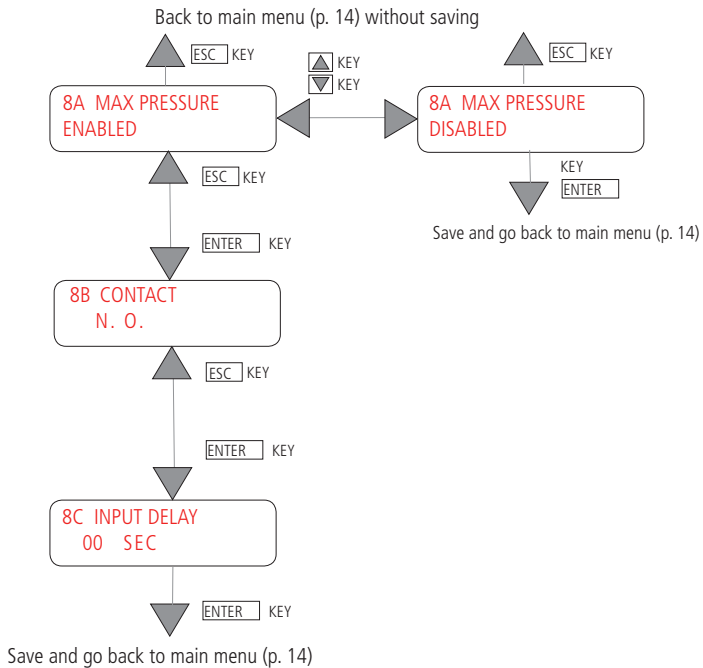 Back to main menu (p. 14) without saving
ESC KEY
KEY
KEY
ESC KEY
8A MAX PRESSURE
ENABLED
8A MAX PRESSURE
DISABLED
ESC KEY
KEY
ENTER
Save and go back to main menu (p. 14)
ENTER KEY
8B CONTACT
N. O.
ESC KEY
ENTER KEY
8C INPUT DELAY
00 SEC
ENTER KEY
Save and go back to main menu (p. 14)